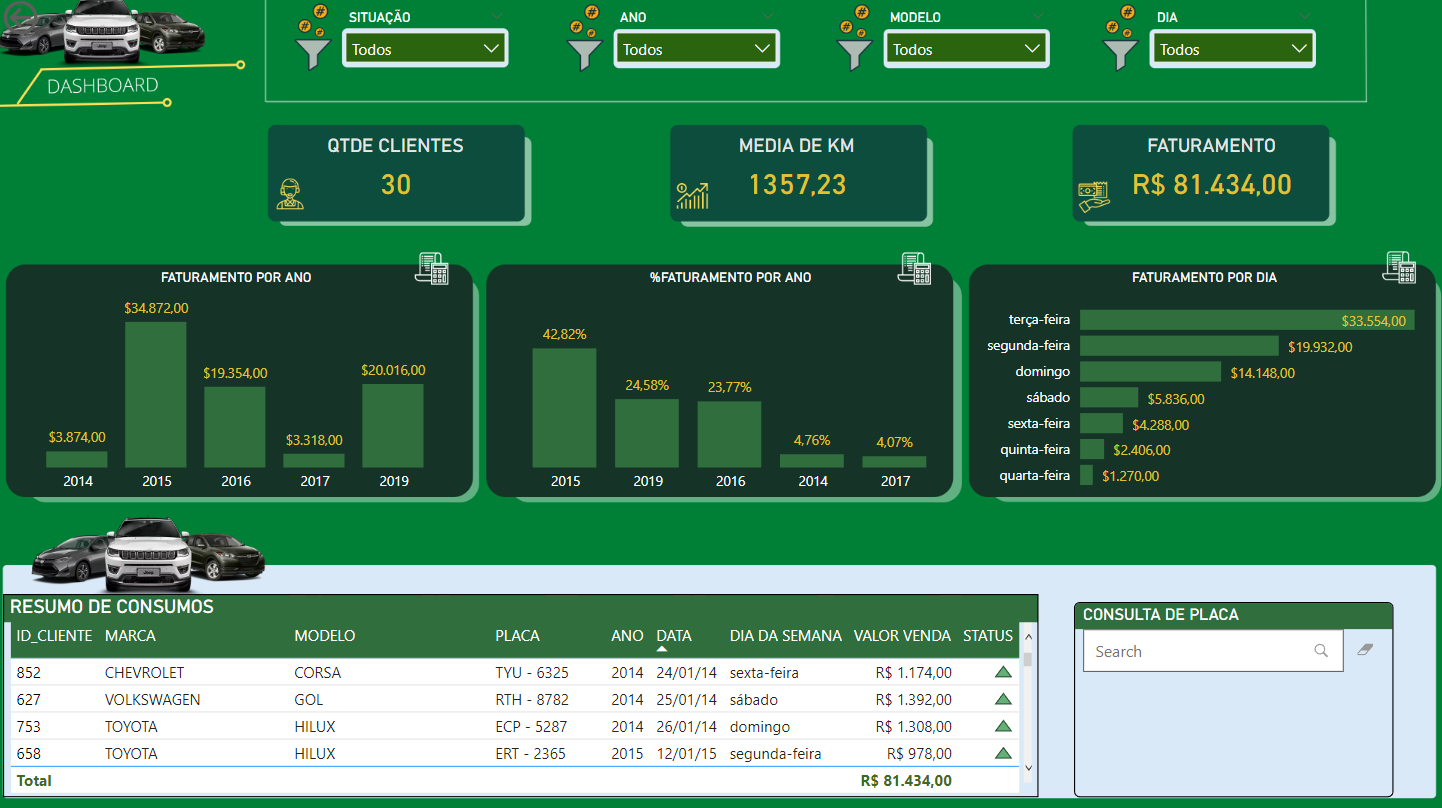 SITUAÇÃO
Todos
ANO
Todos
MODELO
Todos
DIA
Todos
DASHBOARD
QTDE CLIENTES
30
MEDIA DE KM
1357,23
FATURAMENTO
R$ 81.434,00
FATURAMENTO POR ANO
$34.872,00
$19.354,00
$20.016,00
$3.874,00
$3.318,00
2014 2015 2016 2017 2019
%FATURAMENTO POR ANO
42,82%
24,58%
23,77%
4,76%
4,07%
2015 2019 2016 2014 2017
FATURAMENTO POR DIA
terça-feira $33.554,00
segunda-feira $19.932,00
domingo $14.148,00
sábado $5.836,00
sexta-feira $4.288,00
quinta-feira $2.406,00
quarta-feira $1.270,00
RESUMO DE CONSUMOS
ID_CLIENTE MARCA MODELO PLACA ANO DATA DIA DA SEMANA VALOR VENDA STATUS
852 CHEVROLET CORSA TYU - 6325 2014 24/01/14 sexta-feira R$ 1.174,00
627 VOLKSWAGEN GOL RTH - 8782 2014 25/01/14 sábado R$ 1.392,00
753 TOYOTA HILUX ECP - 5287 2014 26/01/14 domingo R$ 1.308,00
658 TOYOTA HILUX ERT - 2365 2015 12/01/15 segunda-feira R$ 978,00
Total R$ 81.434,00
CONSULTA DE PLACA
Search